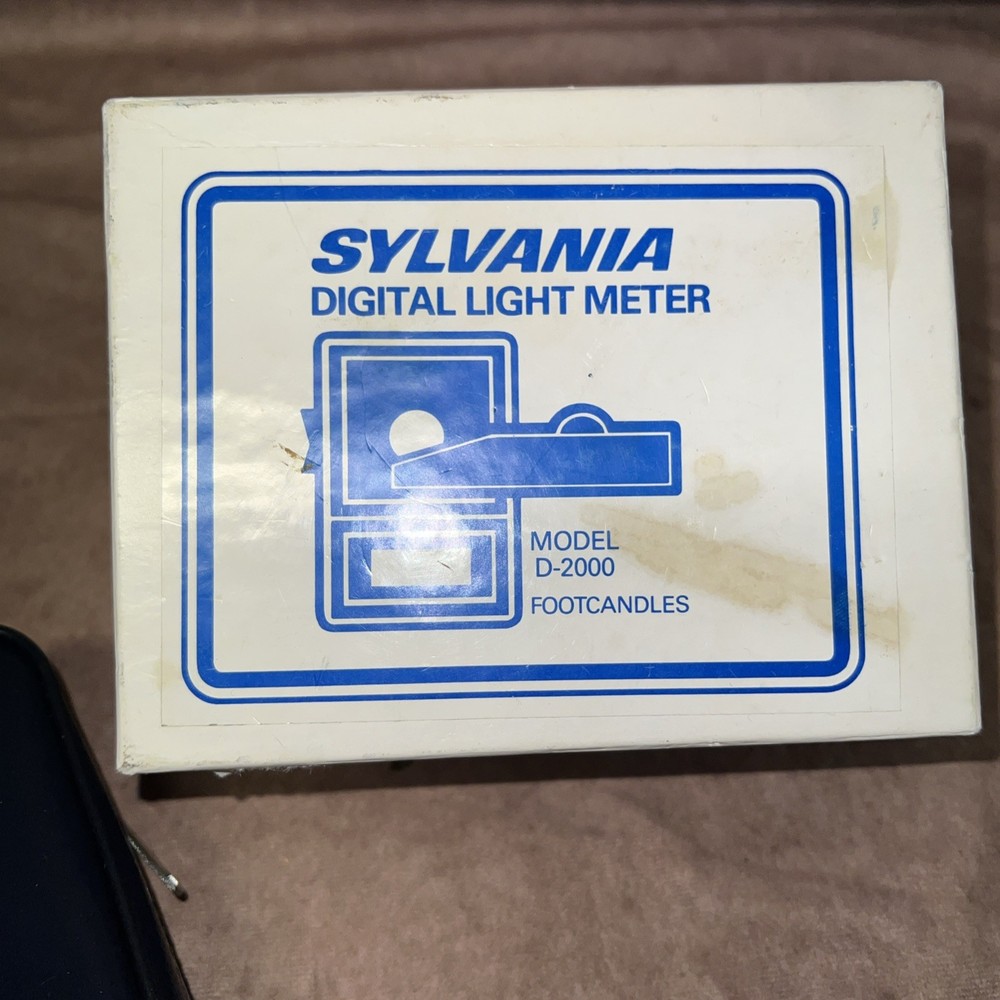 SYLVANIA
DIGITAL LIGHT METER
MODEL
D-2000
FOOTCANDLES